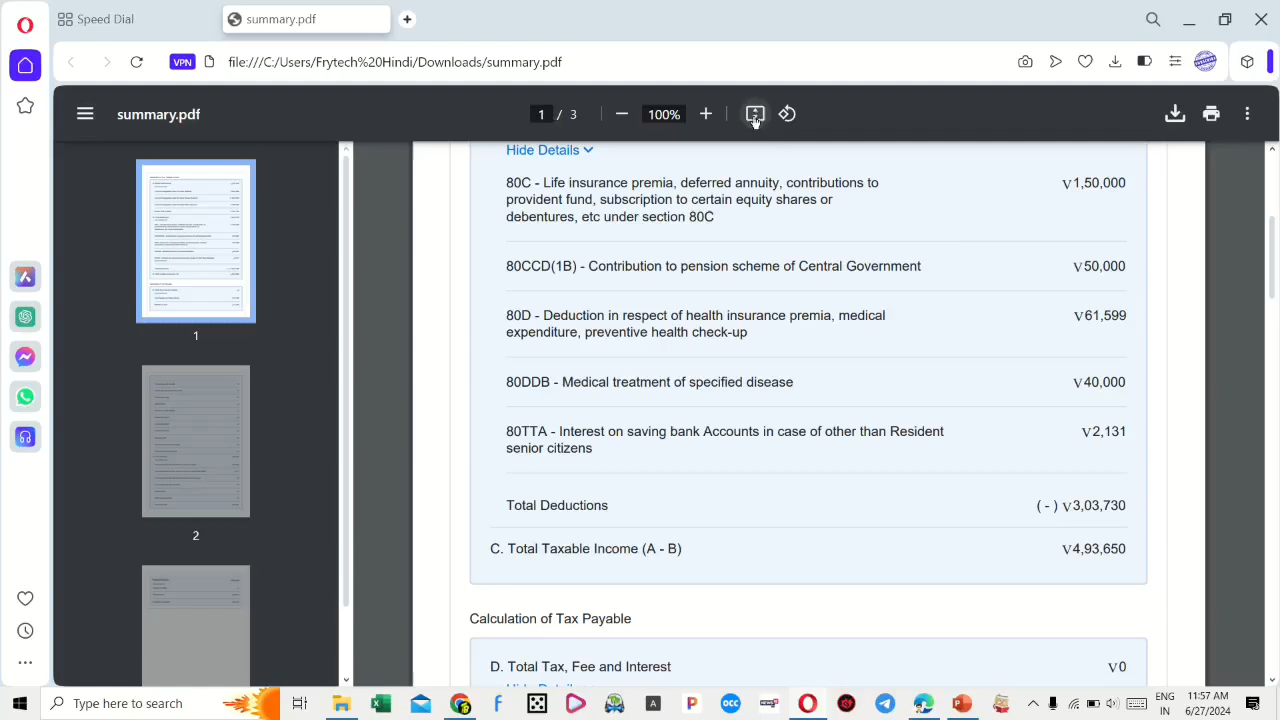 Speed Dial
summary.pdf
VPN
file:///C:/Users/Frytech%20Hindi/Downloads/summary.pdf
summary.pdf
1 / 3
100%
1
2
Hide Details
80C - Life insurance premia, deferred annuity, contributions to
provident fund, subscription to certain equity shares or
debentures, etc under section 80C
V1,50,000
80CCD(1B) - Contribution to pension scheme of Central Government
V50,000
80D - Deduction in respect of health insurance premia, medical
expenditure, preventive health check-up
V61,599
80DDB - Medical treatment of specified disease
V40,000
80TTA - Interest on saving bank Accounts in case of other than Resident
senior citizens
V2,131
Total Deductions
( - ) V3,03,730
C. Total Taxable Income (A - B)
V4,93,650
Calculation of Tax Payable
D. Total Tax, Fee and Interest
V0
Hide Details
Type here to search
OCC
ENG
IN
11:57 AM
6/27/2024